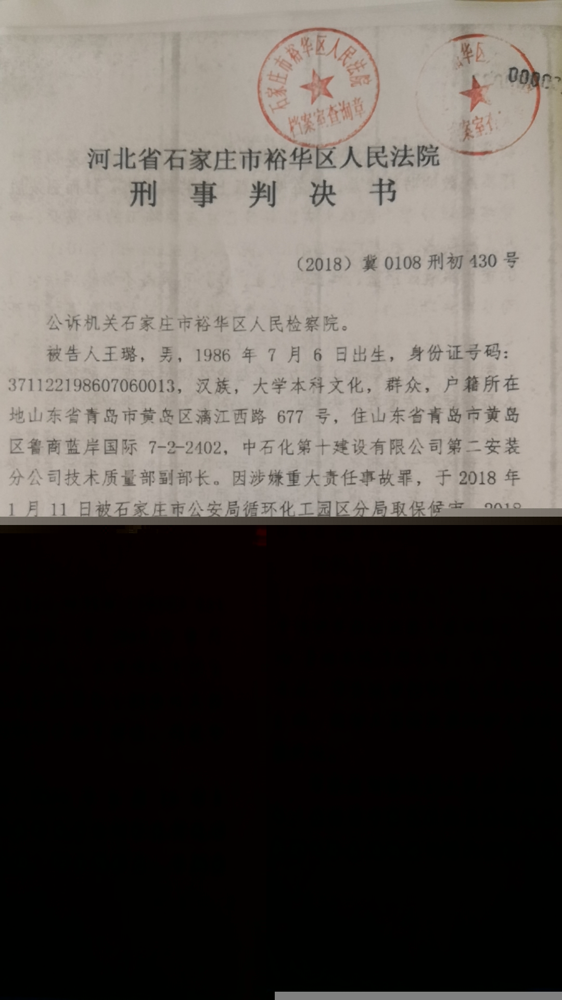 石家庄市裕华区人民法院
档案室查询章
华区
案室
0000
河北省石家庄市裕华区人民法院
刑事判决书
（2018）冀 0108 刑初 430 号
公诉机关石家庄市裕华区人民检察院。
被告人王璐，男，1986 年 7 月 6 日出生，身份证号码：
371122198607060013，汉族，大学本科文化，群众，户籍所在
地山东省青岛市黄岛区漓江西路 677 号，住山东省青岛市黄岛
区鲁商蓝岸国际 7-2-2402，中石化第十建设有限公司第二安装
分公司技术质量部副部长。因涉嫌重大责任事故罪，于 2018 年
1 月 11 日被石家庄市公安局循环化工园区分局取保候审，2018